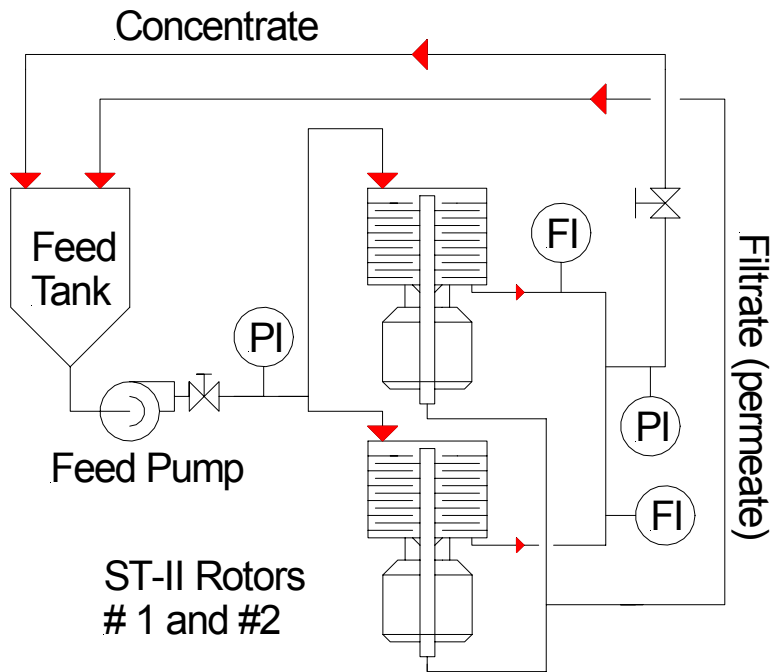 Concentrate
Feed
Tank
FI
Filtrate (permeate)
PI
PI
Feed Pump
FI
ST-II Rotors
# 1 and #2